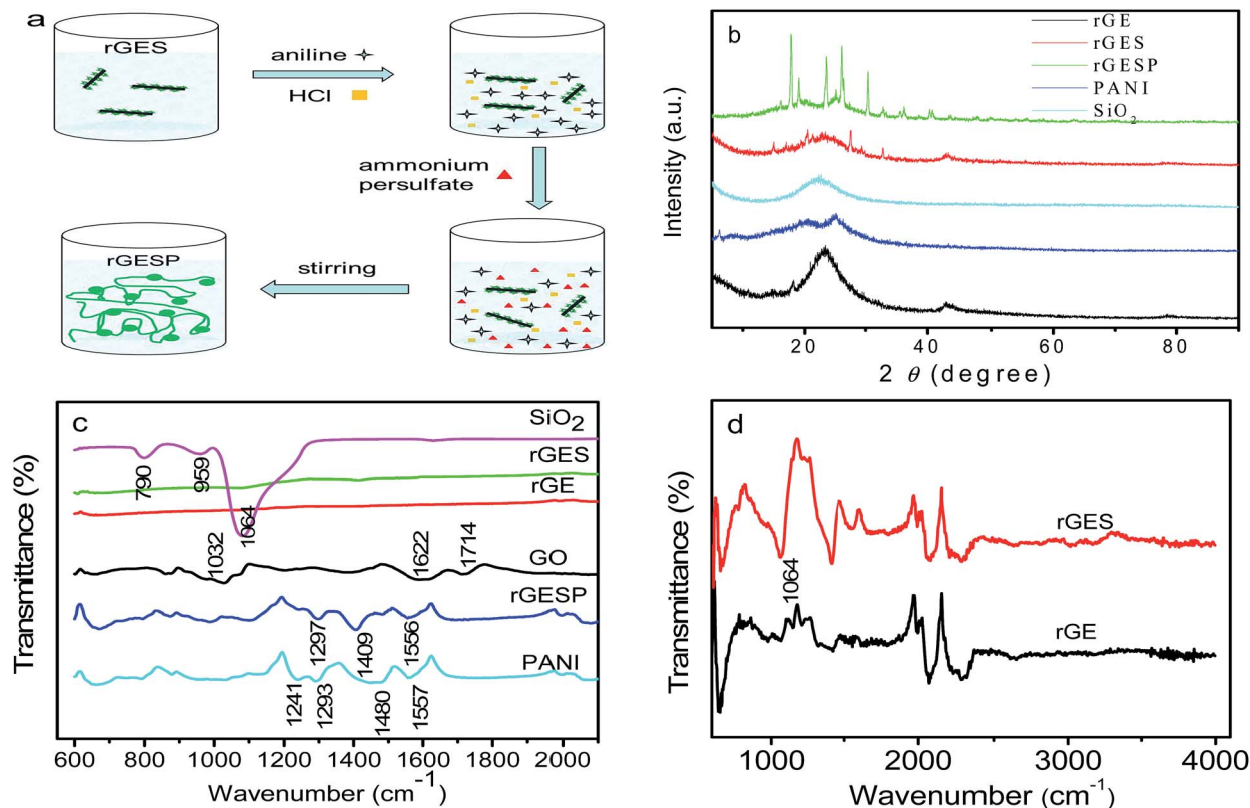 a
rGES
aniline
HCl
ammonium
persulfate
stirring
rGESP
b
rGE
rGES
rGESP
PANI
SiO₂
Intensity (a.u.)
20 40 60 80
2 θ (degree)
c
SiO₂
790
959
rGES
rGE
1064
1032
1622
1714
GO
rGESP
1297
1409
1556
PANI
1241
1293
1480
1557
Transmittance (%)
600 800 1000 1200 1400 1600 1800 2000
Wavenumber (cm⁻¹)
d
rGES
1064
rGE
Transmittance (%)
1000 2000 3000 4000
Wavenumber (cm⁻¹)